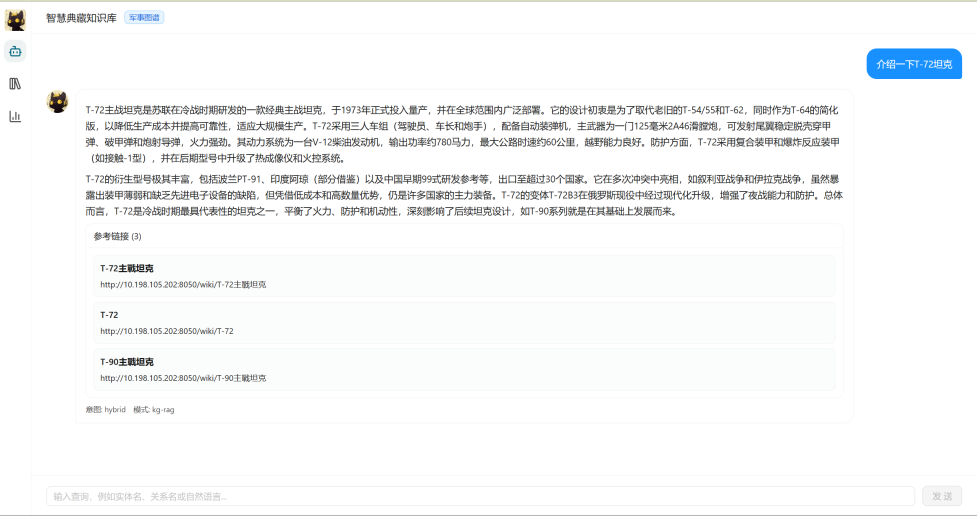 智慧典藏知识库 军事图谱
介绍一下T-72坦克
T-72主战坦克是苏联在冷战时期研发的一款经典主战坦克，于1973年正式投入量产，并在全球范围内广泛部署。它的设计初衷是为了取代老旧的T-54/55和T-62，同时作为T-64的简化
版，以降低生产成本并提高可靠性，适应大规模生产。T-72采用三人车组（驾驶员、车长和炮手），配备自动装弹机，主武器为一门125毫米2A46滑膛炮，可发射尾翼稳定脱壳穿甲
弹、破甲弹和炮射导弹，火力强劲。其动力系统为一台V-12柴油发动机，输出功率约780马力，最大公路时速约60公里，越野能力良好。防护方面，T-72采用复合装甲和爆炸反应装甲
（如接触-1型），并在后期型号中升级了热成像仪和火控系统。
T-72的衍生型号极其丰富，包括波兰PT-91、印度阿琼（部分借鉴）以及中国早期99式研发参考等，出口至超过30个国家。它在多次冲突中亮相，如叙利亚战争和伊拉克战争，虽然暴
露出装甲薄弱和缺乏先进电子设备的缺陷，但凭借低成本和高数量优势，仍是许多国家的主力装备。T-72的变体T-72B3在俄罗斯现役中经过现代化升级，增强了夜战能力和防护。总体
而言，T-72是冷战时期最具代表性的坦克之一，平衡了火力、防护和机动性，深刻影响了后续坦克设计，如T-90系列就是在其基础上发展而来。
参考链接 (3)
T-72主戰坦克
http://10.198.105.202:8050/wiki/T-72主戰坦克
T-72
http://10.198.105.202:8050/wiki/T-72
T-90主戰坦克
http://10.198.105.202:8050/wiki/T-90主戰坦克
意图: hybrid 模式: kg-rag
输入查询，例如实体名、关系名或自然语言...
发 送